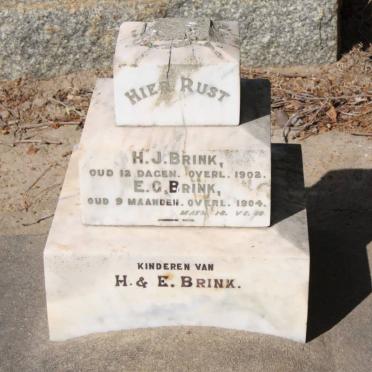 HIER RUST
H. J. BRINK,
OUD 12 DAGEN. OVERL. 1902.
E. C. BRINK,
OUD 9 MAANDEN. OVERL. 1904.
KINDEREN VAN
H. & E. BRINK.